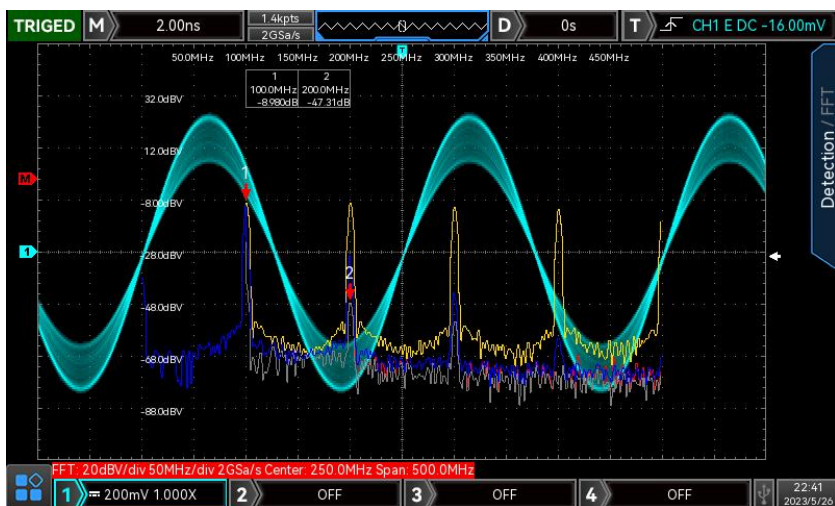 TRIGED M 2.00ns 1.4kpts 2GSa/s D 0s T CH1 E DC -16.00mV
T
50.0MHz 100MHz 150MHz 200MHz 250MHz 300MHz 350MHz 400MHz 450MHz
1 2
100.0MHz 200.0MHz
-8.980dB -47.31dB
32.0dBV
12.0dBV
M
1
-8.00dBV
1
-28.0dBV
2
-48.0dBV
-68.0dBV
-88.0dBV
Detection / FFT
FFT: 20dBV/div 50MHz/div 2GSa/s Center: 250.0MHz Span: 500.0MHz
1 200mV 1.000X 2 OFF 3 OFF 4 OFF 22:41
2023/5/26